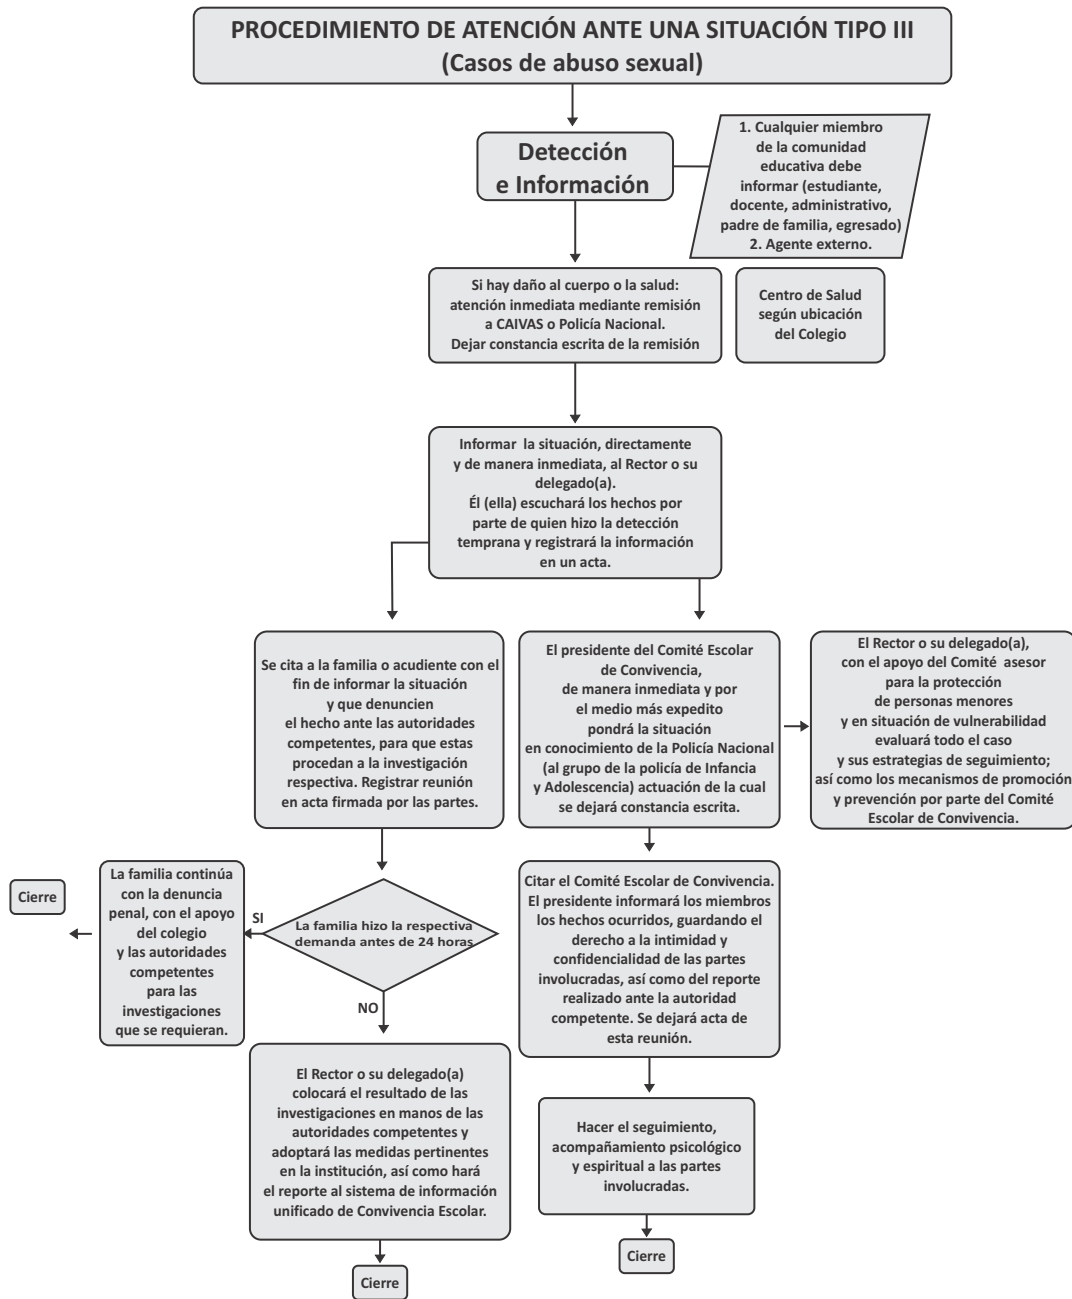 PROCEDIMIENTO DE ATENCIÓN ANTE UNA SITUACIÓN TIPO III
(Casos de abuso sexual)
Detección
e Información
1. Cualquier miembro
de la comunidad
educativa debe
informar (estudiante,
docente, administrativo,
padre de familia, egresado)
2. Agente externo.
Si hay daño al cuerpo o la salud:
atención inmediata mediante remisión
a CAIVAS o Policía Nacional.
Dejar constancia escrita de la remisión
Centro de Salud
según ubicación
del Colegio
Informar la situación, directamente
y de manera inmediata, al Rector o su
delegado(a).
Él (ella) escuchará los hechos por
parte de quien hizo la detección
temprana y registrará la información
en un acta.
Se cita a la familia o acudiente con el
fin de informar la situación
y que denuncien
el hecho ante las autoridades
competentes, para que estas
procedan a la investigación
respectiva. Registrar reunión
en acta firmada por las partes.
El presidente del Comité Escolar
de Convivencia,
de manera inmediata y por
el medio más expedito
pondrá la situación
en conocimiento de la Policía Nacional
(al grupo de la policía de Infancia
y Adolescencia) actuación de la cual
se dejará constancia escrita.
El Rector o su delegado(a),
con el apoyo del Comité asesor
para la protección
de personas menores
y en situación de vulnerabilidad
evaluará todo el caso
y sus estrategias de seguimiento;
así como los mecanismos de promoción
y prevención por parte del Comité
Escolar de Convivencia.
Cierre
La familia continúa
con la denuncia
penal, con el apoyo
del colegio
y las autoridades
competentes
para las
investigaciones
que se requieran.
SI
La familia hizo la respectiva
demanda antes de 24 horas
NO
Citar el Comité Escolar de Convivencia.
El presidente informará los miembros
los hechos ocurridos, guardando el
derecho a la intimidad y
confidencialidad de las partes
involucradas, así como del reporte
realizado ante la autoridad
competente. Se dejará acta de
esta reunión.
El Rector o su delegado(a)
colocará el resultado de las
investigaciones en manos de las
autoridades competentes y
adoptará las medidas pertinentes
en la institución, así como hará
el reporte al sistema de información
unificado de Convivencia Escolar.
Hacer el seguimiento,
acompañamiento psicológico
y espiritual a las partes
involucradas.
Cierre
Cierre